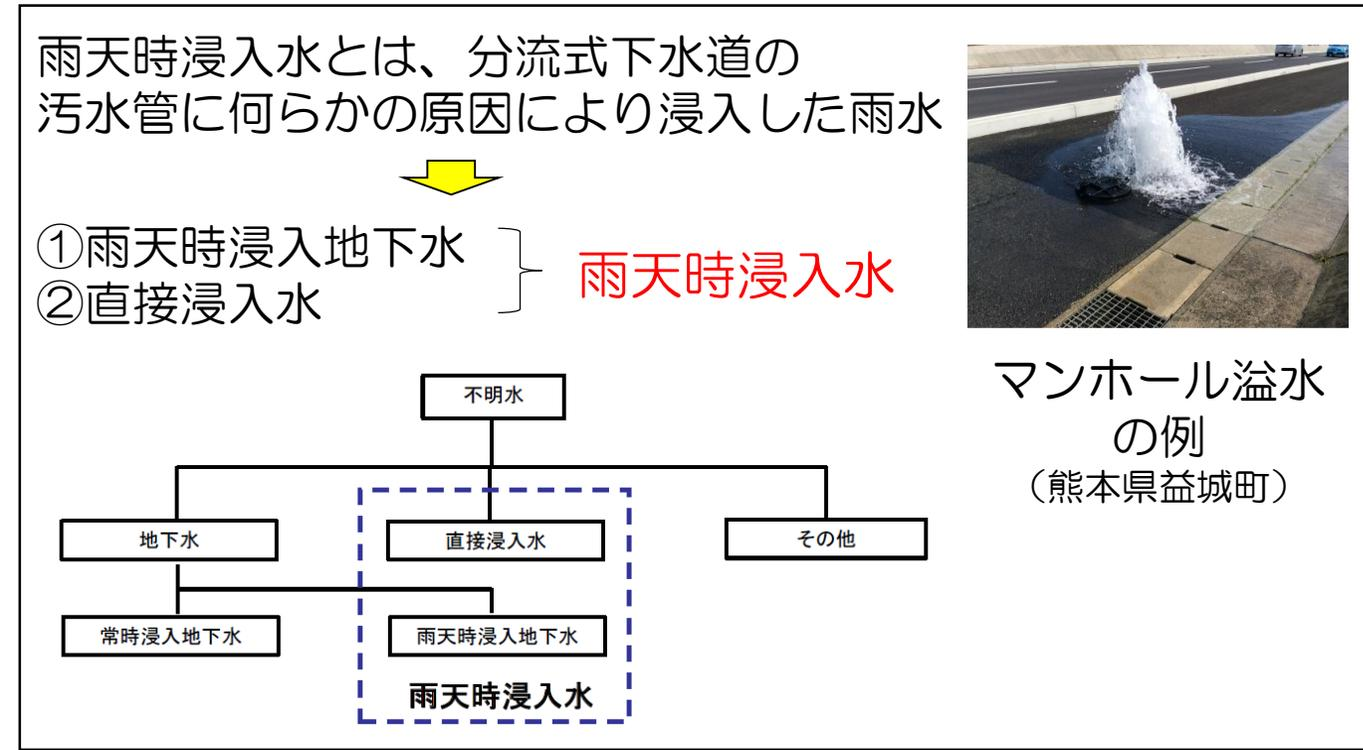 雨天時浸入水とは、分流式下水道の
汚水管に何らかの原因により浸入した雨水
①雨天時浸入地下水
②直接浸入水
雨天時浸入水
マンホール溢水
の例
（熊本県益城町）
不明水
地下水
直接浸入水
その他
常時浸入地下水
雨天時浸入地下水
雨天時浸入水